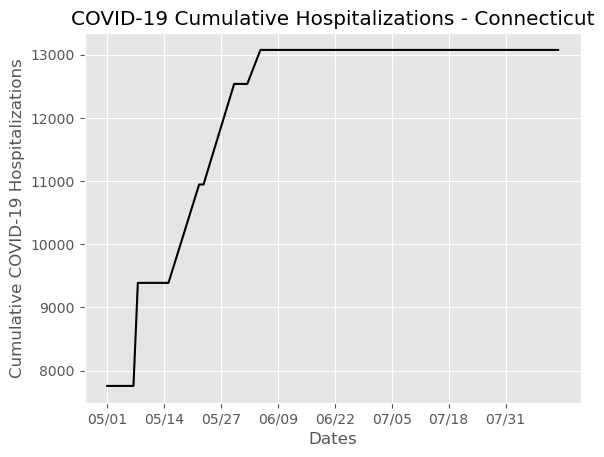 COVID-19 Cumulative Hospitalizations - Connecticut
Cumulative COVID-19 Hospitalizations
13000
12000
11000
10000
9000
8000
05/01 05/14 05/27 06/09 06/22 07/05 07/18 07/31
Dates